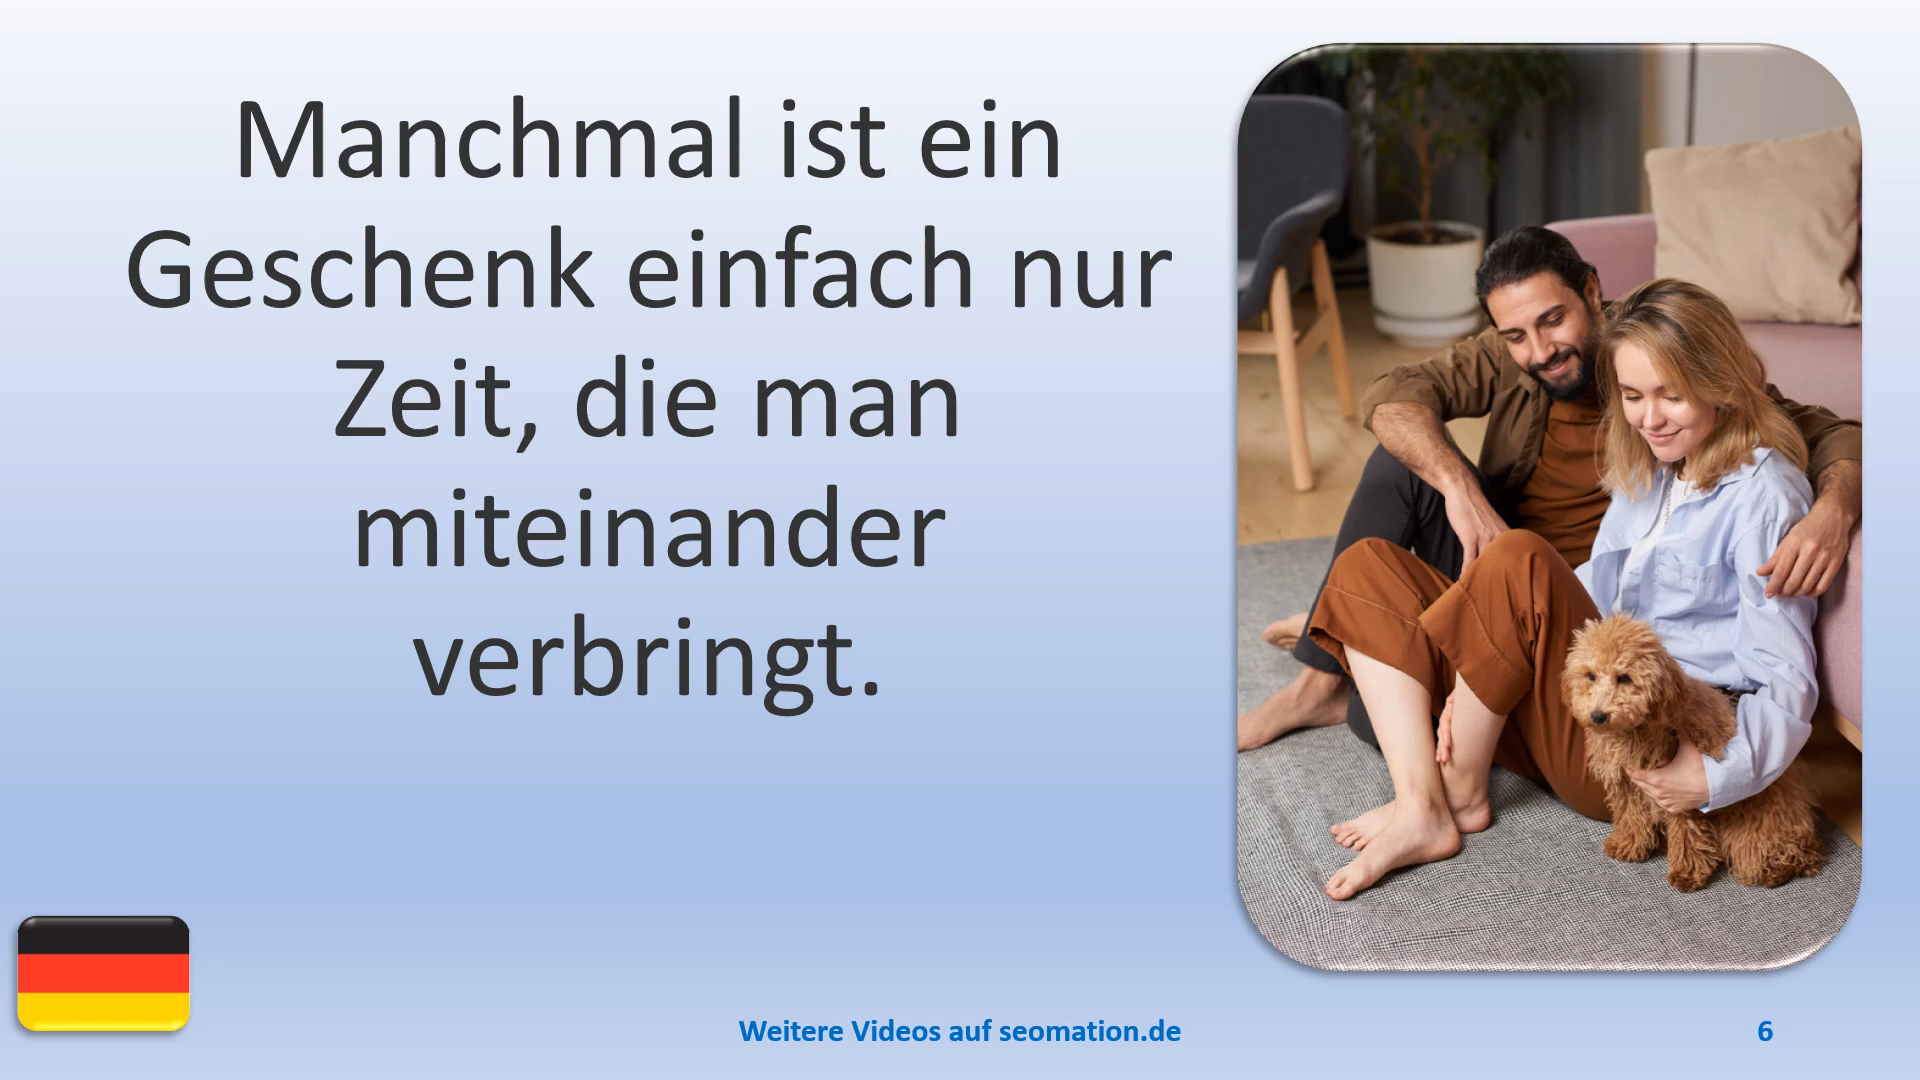 Manchmal ist ein
Geschenk einfach nur
Zeit, die man
miteinander
verbringt.
Weitere Videos auf seomation.de
6